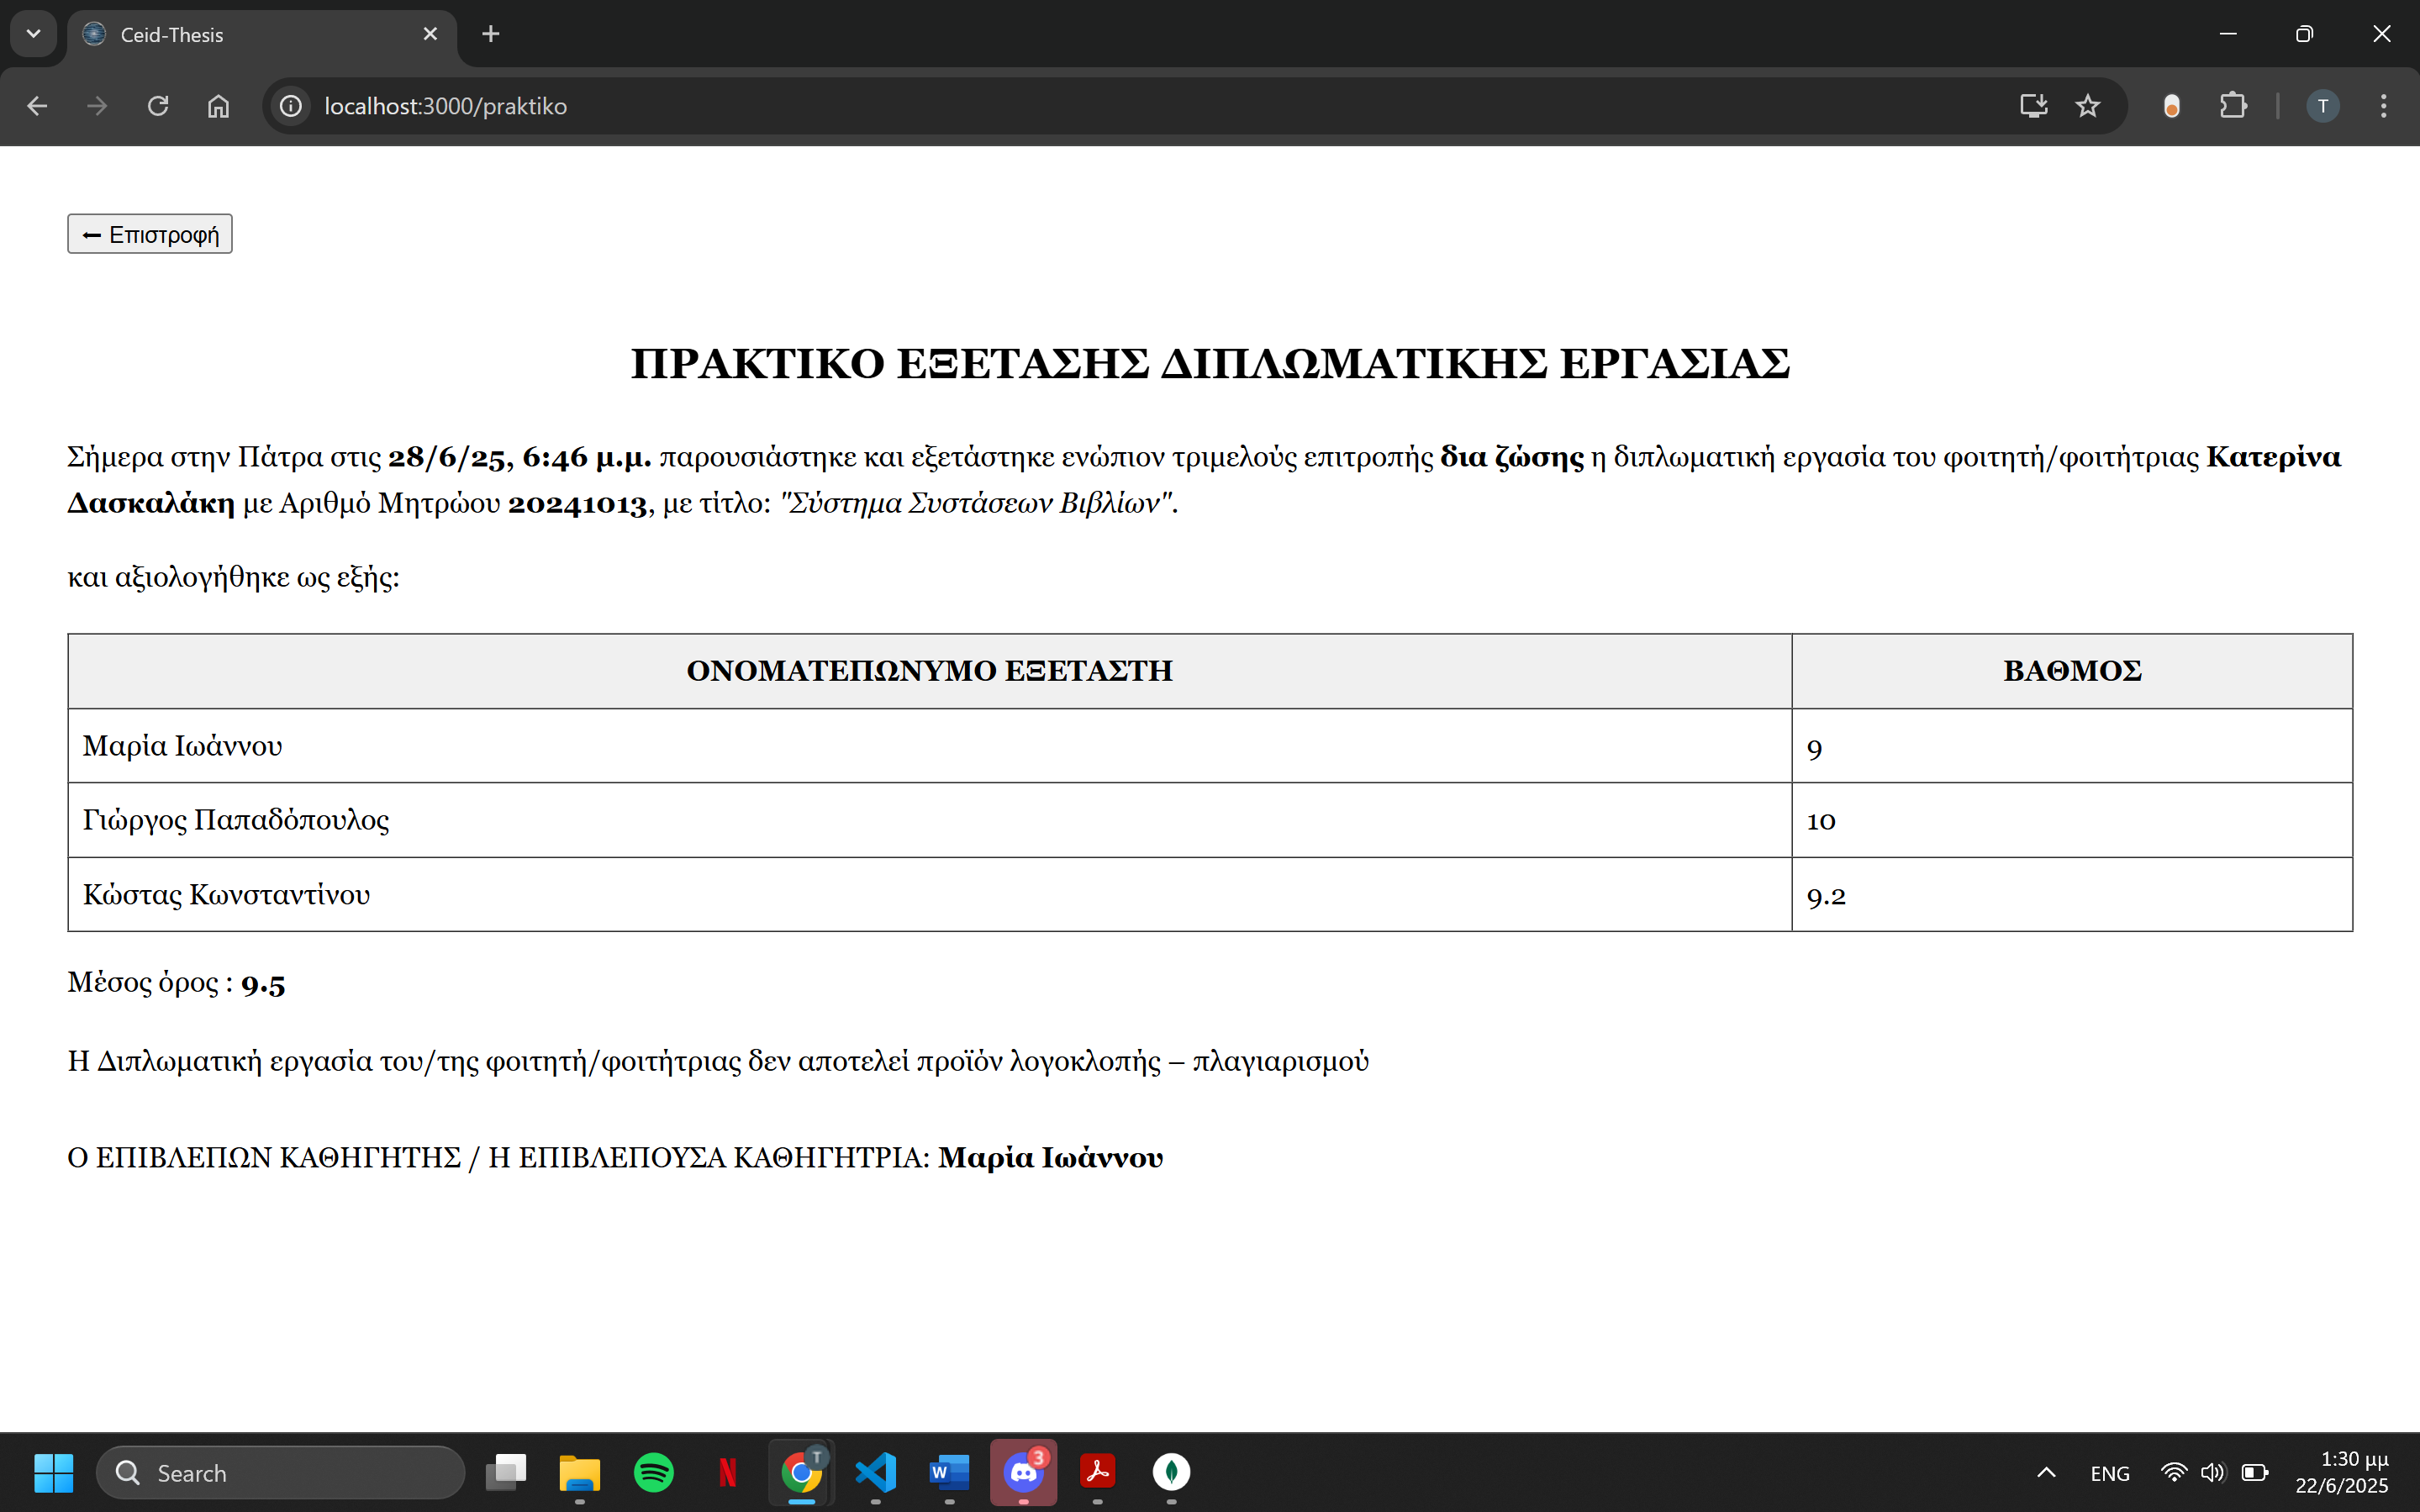 Ceid-Thesis
localhost:3000/praktiko
T
← Επιστροφή
ΠΡΑΚΤΙΚΟ ΕΞΕΤΑΣΗΣ ΔΙΠΛΩΜΑΤΙΚΗΣ ΕΡΓΑΣΙΑΣ
Σήμερα στην Πάτρα στις 28/6/25, 6:46 μ.μ. παρουσιάστηκε και εξετάστηκε ενώπιον τριμελούς επιτροπής δια ζώσης η διπλωματική εργασία του φοιτητή/φοιτήτριας Κατερίνα
Δασκαλάκη με Αριθμό Μητρώου 20241013, με τίτλο: "Σύστημα Συστάσεων Βιβλίων".
και αξιολογήθηκε ως εξής:
ΟΝΟΜΑΤΕΠΩΝΥΜΟ ΕΞΕΤΑΣΤΗ ΒΑΘΜΟΣ
Μαρία Ιωάννου 9
Γιώργος Παπαδόπουλος 10
Κώστας Κωνσταντίνου 9.2
Μέσος όρος : 9.5
Η Διπλωματική εργασία του/της φοιτητή/φοιτήτριας δεν αποτελεί προϊόν λογοκλοπής – πλαγιαρισμού
Ο ΕΠΙΒΛΕΠΩΝ ΚΑΘΗΓΗΤΗΣ / Η ΕΠΙΒΛΕΠΟΥΣΑ ΚΑΘΗΓΗΤΡΙΑ: Μαρία Ιωάννου
Search
N
T
W
3
ENG
1:30 μμ
22/6/2025